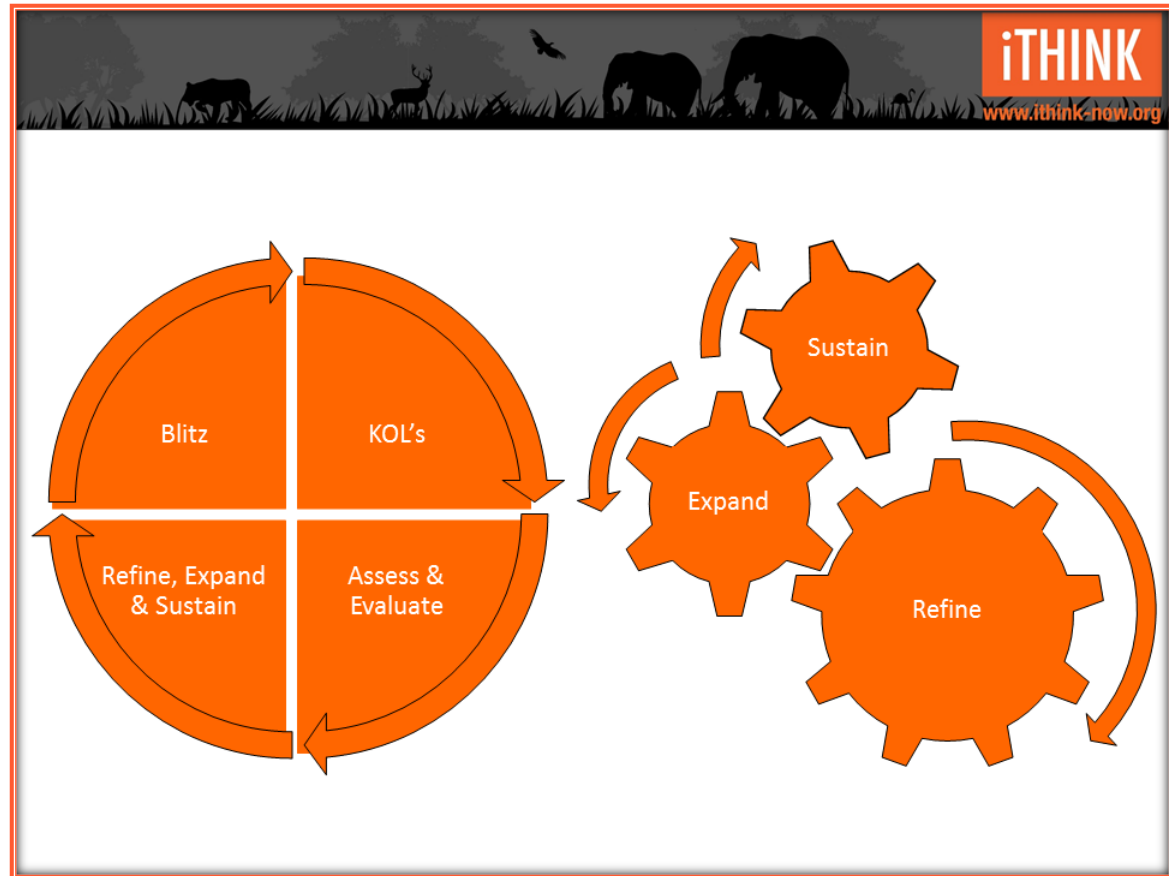 iTHINK
www.ithink-now.org
Blitz
KOL's
Refine, Expand
& Sustain
Assess &
Evaluate
Sustain
Expand
Refine